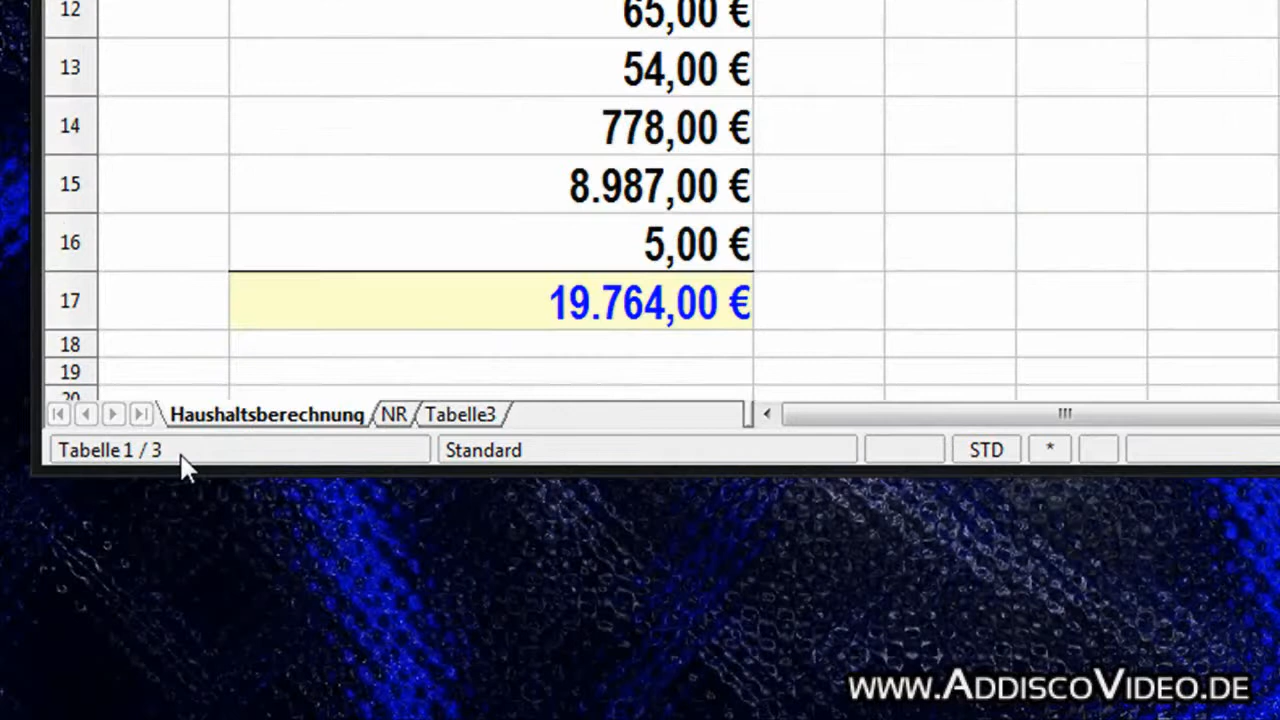 12 65,00 €
13 54,00 €
14 778,00 €
15 8.987,00 €
16 5,00 €
17 19.764,00 €
18
19
20
Haushaltsberechnung NR Tabelle3
Tabelle 1 / 3 Standard STD *
WWW.ADDISCOVIDEO.DE